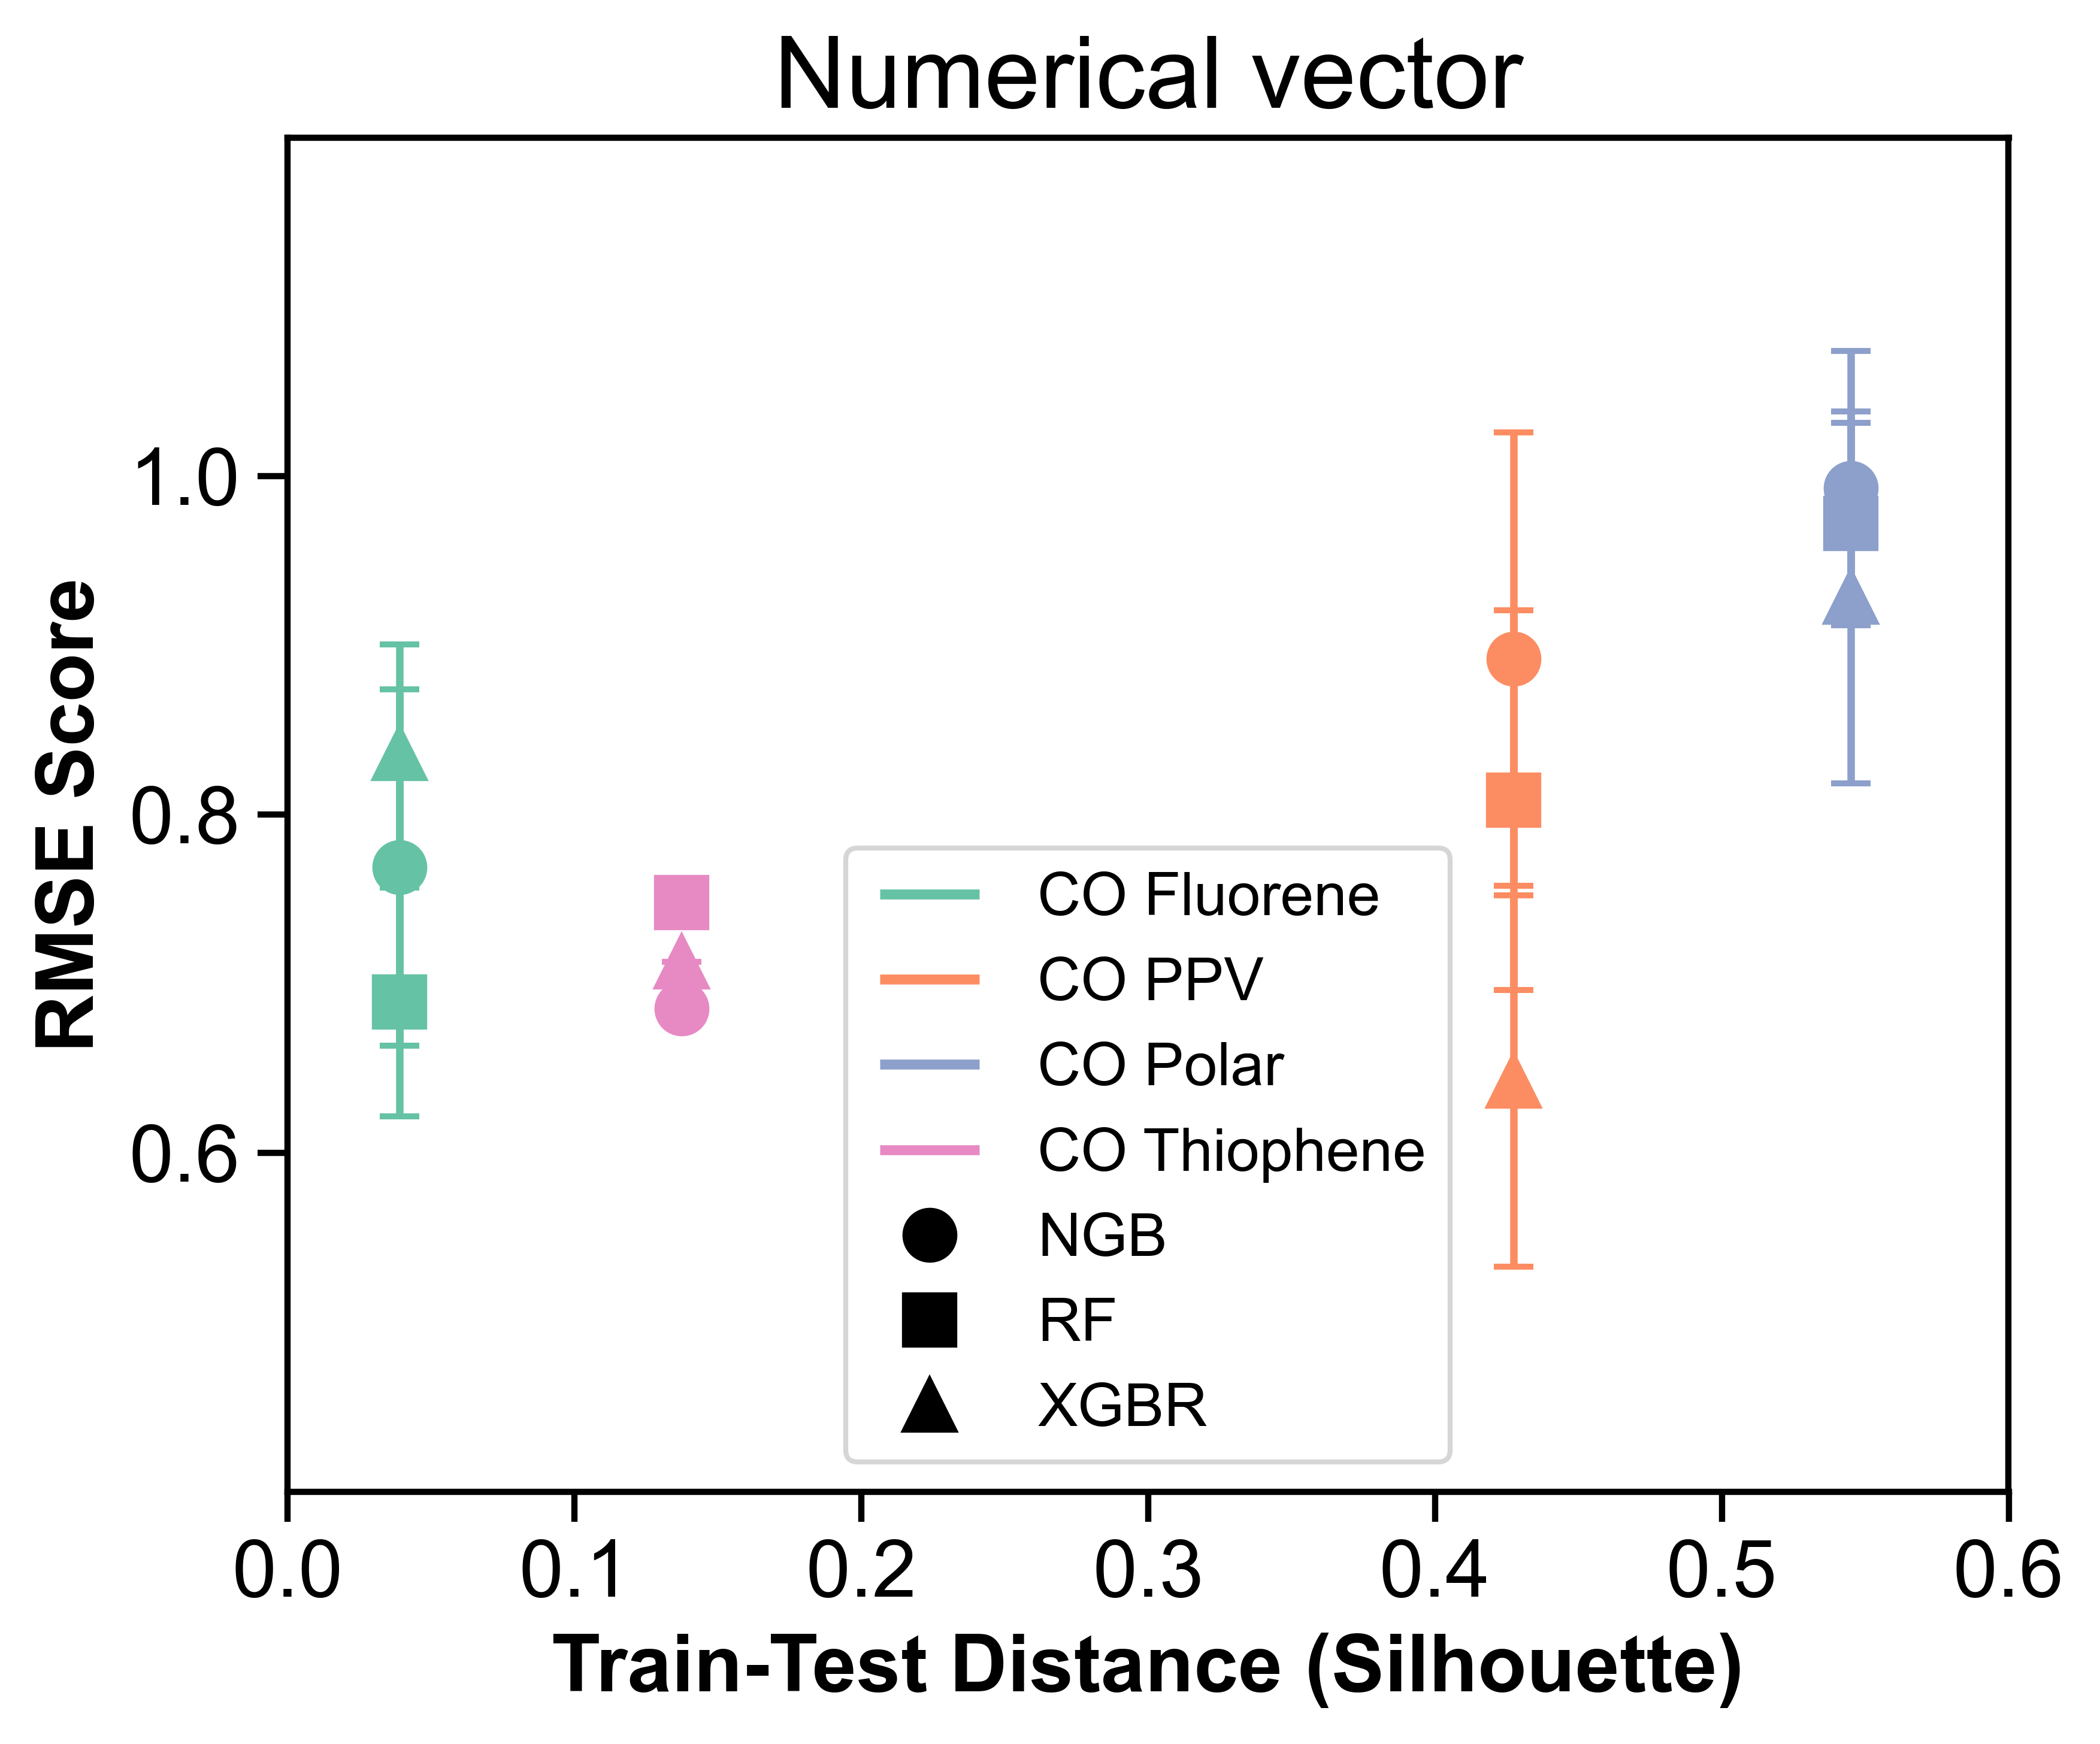 Numerical vector
RMSE Score
1.0
0.8
0.6
CO Fluorene
CO PPV
CO Polar
CO Thiophene
NGB
RF
XGBR
0.0 0.1 0.2 0.3 0.4 0.5 0.6
Train-Test Distance (Silhouette)